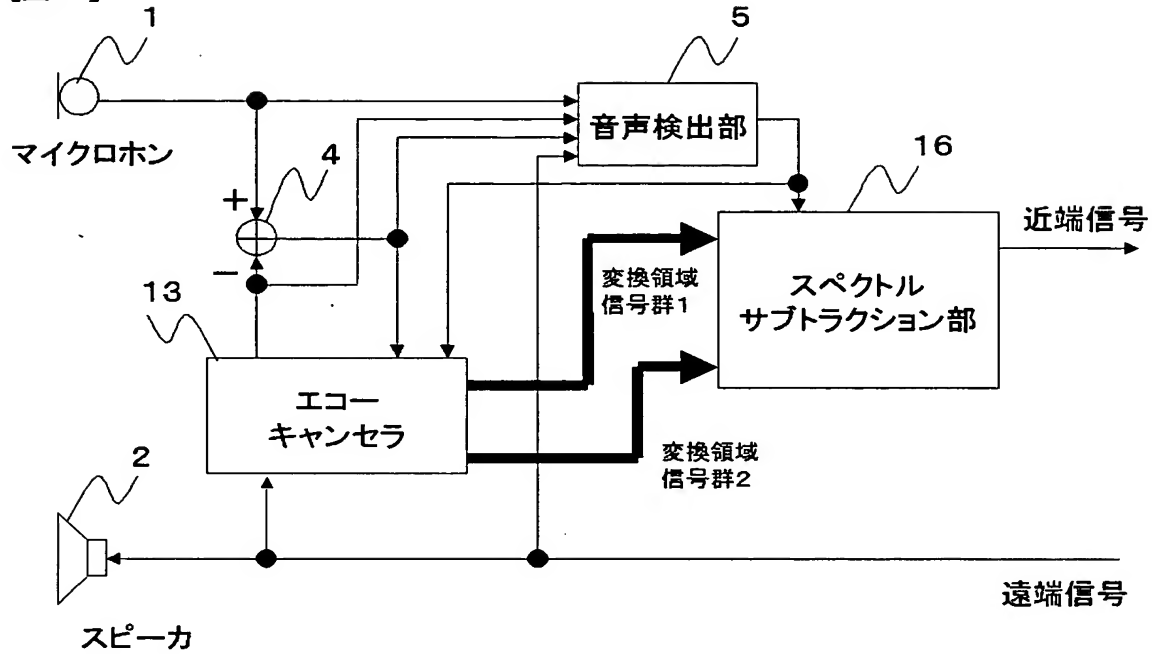 1
5
音声検出部
マイクロホン
4
16
+
近端信号
−
変換領域
信号群1
スペクトル
サブトラクション部
13
エコー
キャンセラ
2
変換領域
信号群2
遠端信号
スピーカ